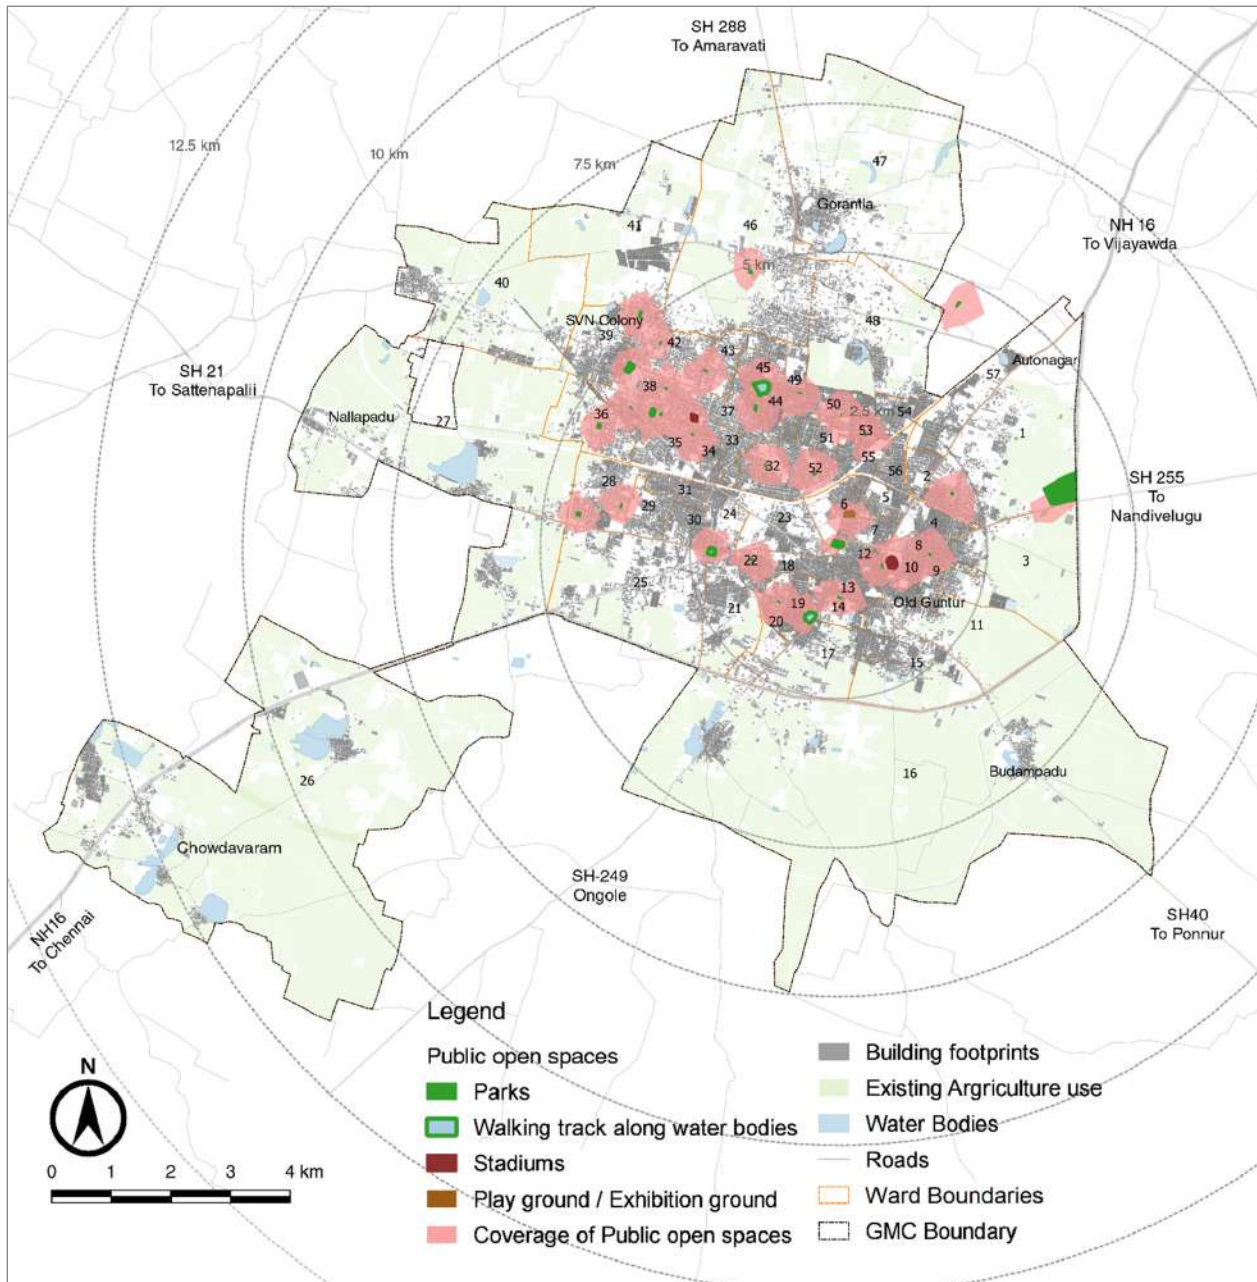 SH 288
To Amaravati
12.5 km
10 km
7.5 km
47
Gorantla
NH 16
To Vijayawda
41
46
5 km
40
SVN Colony
39
48
42
43
Autonagar
57
SH 21
To Sattenapalii
45
49
38
44
50
2.5 km
54
Nallapadu
27
36
37
53
1
35
34
33
51
55
32
52
56
2
SH 255
To
Nandivelugu
28
31
29
24
30
23
6
5
7
4
8
12
10
9
3
22
18
25
13
21
19
14
Old Guntur
20
11
17
15
26
16
Budampadu
Chowdavaram
SH-249
Ongole
NH16
To Chennai
SH40
To Ponnur
Legend
Public open spaces
Parks
Walking track along water bodies
Stadiums
Play ground / Exhibition ground
Coverage of Public open spaces
Building footprints
Existing Argriculture use
Water Bodies
Roads
Ward Boundaries
GMC Boundary
N
0 1 2 3 4 km